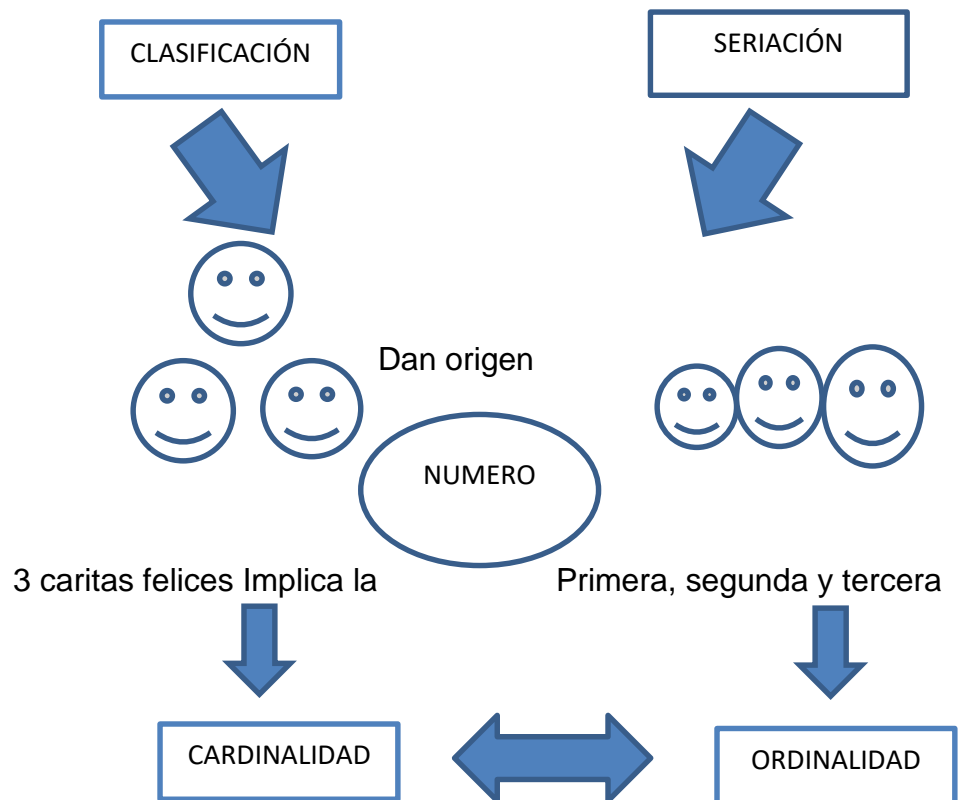 CLASIFICACIÓN
SERIACIÓN
Dan origen
NUMERO
3 caritas felices Implica la
Primera, segunda y tercera
CARDINALIDAD
ORDINALIDAD